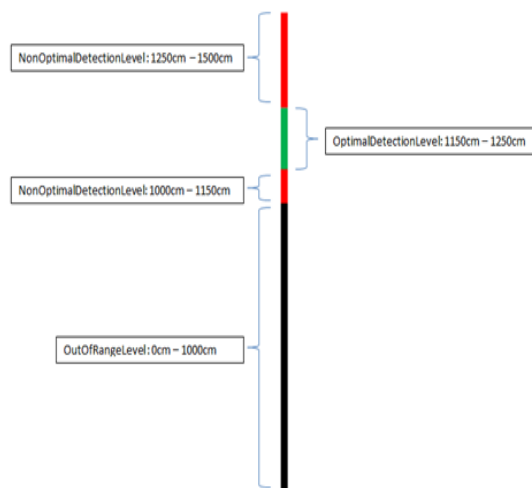 NonOptimalDetectionLevel: 1250cm – 1500cm
OptimalDetectionLevel: 1150cm – 1250cm
NonOptimalDetectionLevel: 1000cm – 1150cm
OutOfRangeLevel: 0cm – 1000cm